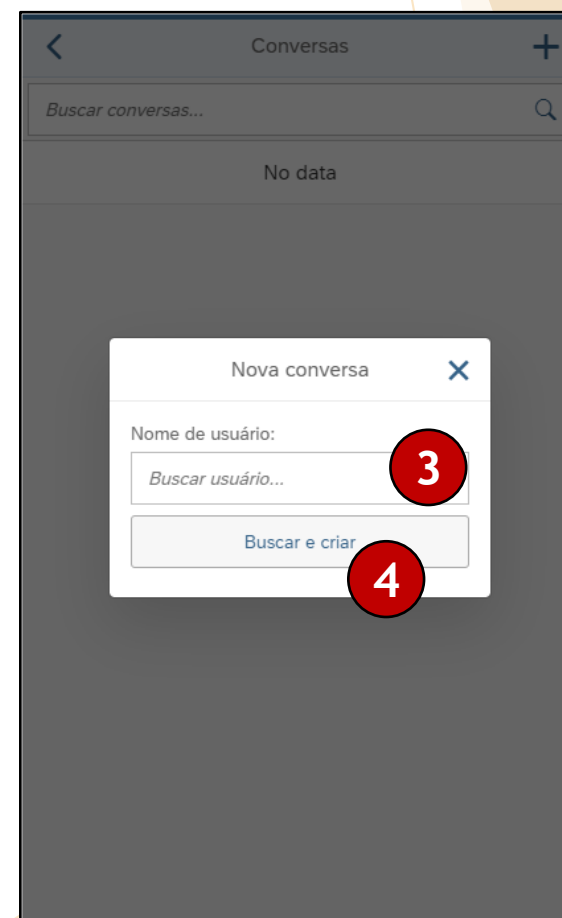 Conversas
Buscar conversas...
No data
Nova conversa
Nome de usuário:
Buscar usuário...
3
Buscar e criar
4